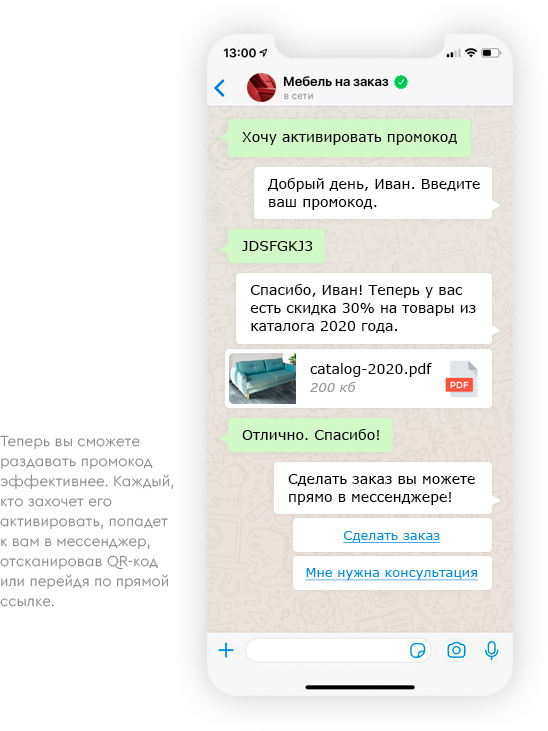 13:00
Мебель на заказ
в сети
Хочу активировать промокод
Добрый день, Иван. Введите
ваш промокод.
JDSFGKJ3
Спасибо, Иван! Теперь у вас
есть скидка 30% на товары из
каталога 2020 года.
catalog-2020.pdf
200 кб
PDF
Отлично. Спасибо!
Сделать заказ вы можете
прямо в мессенджере!
Сделать заказ
Мне нужна консультация
Теперь вы сможете
раздавать промокод
эффективнее. Каждый,
кто захочет его
активировать, попадет
к вам в мессенджер,
отсканировав QR-код
или перейдя по прямой
ссылке.